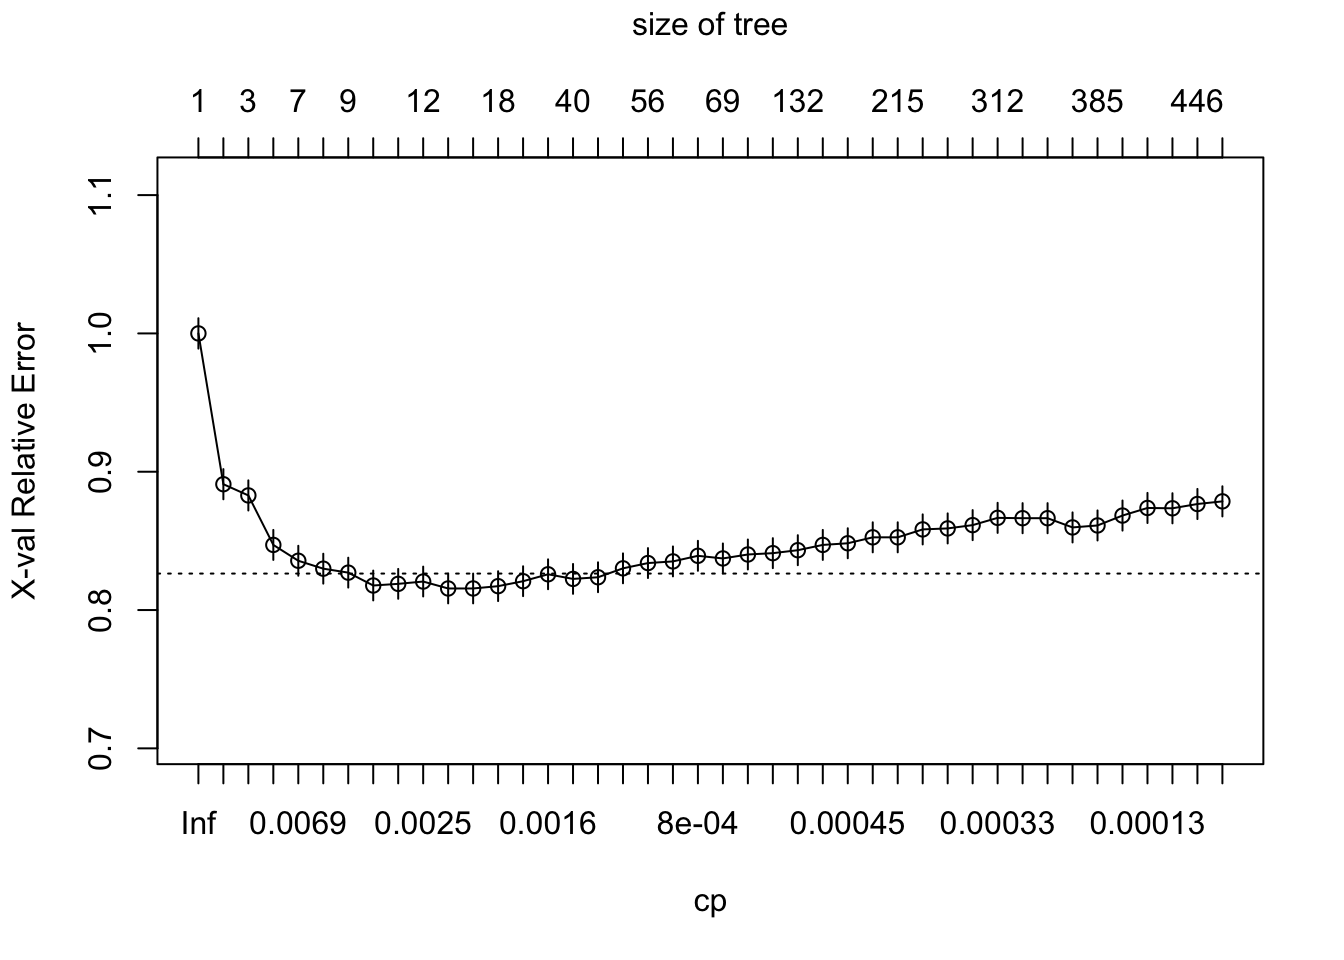 size of tree
1 3 7 9 12 18 40 56 69 132 215 312 385 446
1.1
1.0
0.9
0.8
0.7
X-val Relative Error
Inf 0.0069 0.0025 0.0016 8e-04 0.00045 0.00033 0.00013
cp